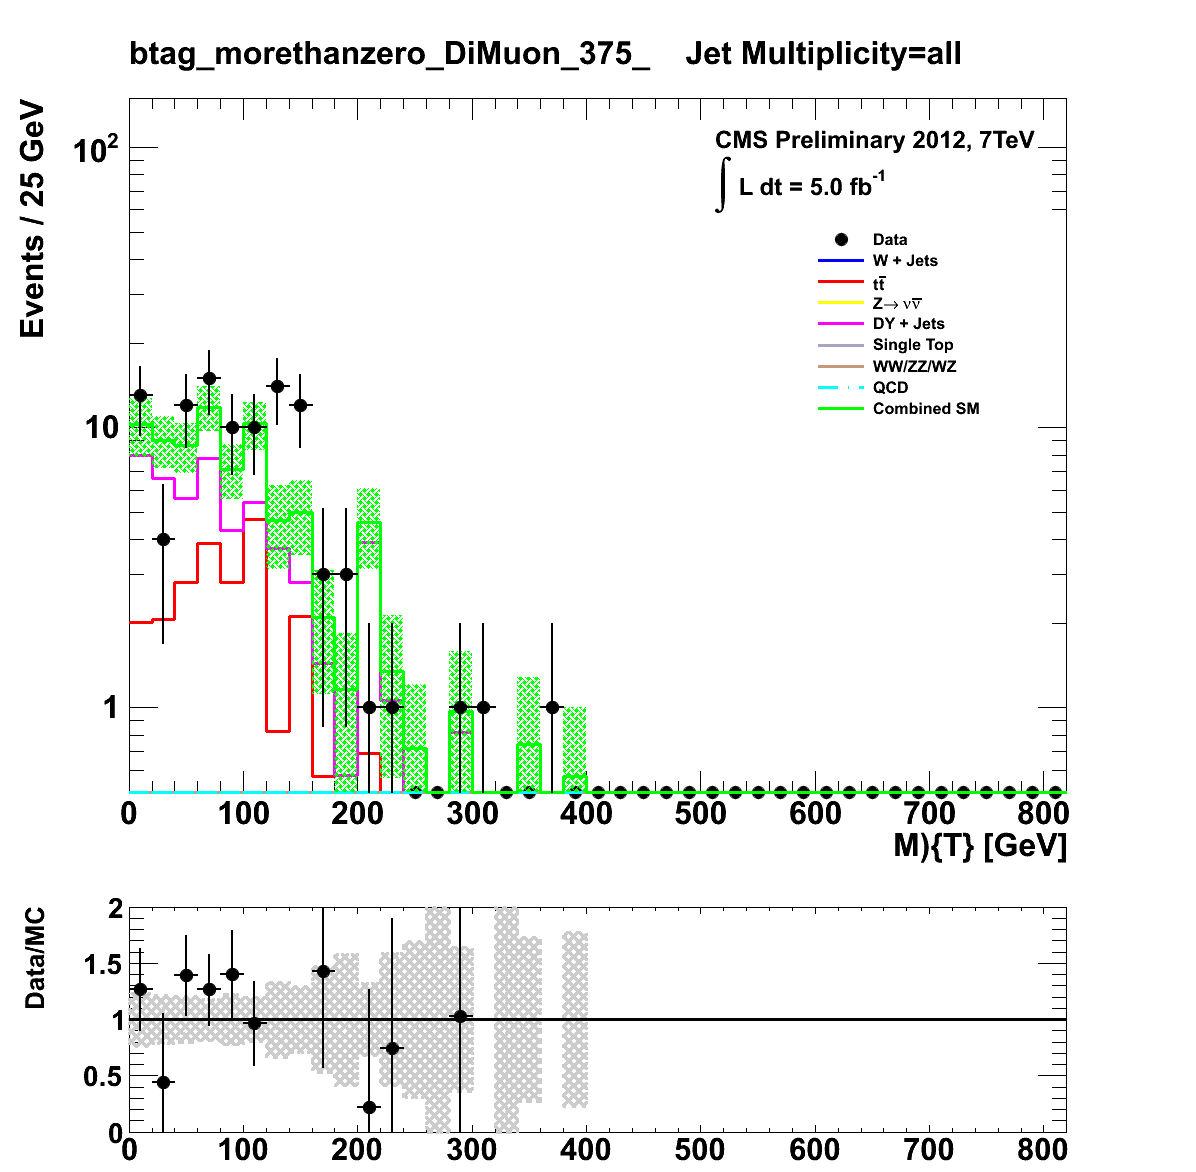 btag_morethanzero_DiMuon_375_ Jet Multiplicity=all
Events / 25 GeV
10²
10
1
CMS Preliminary 2012, 7TeV
∫ L dt = 5.0 fb⁻¹
Data
W + Jets
tt̅
Z→ νν̅
DY + Jets
Single Top
WW/ZZ/WZ
QCD
Combined SM
0 100 200 300 400 500 600 700 800
M){T} [GeV]
Data/MC
2
1.5
1
0.5
0
0 100 200 300 400 500 600 700 800